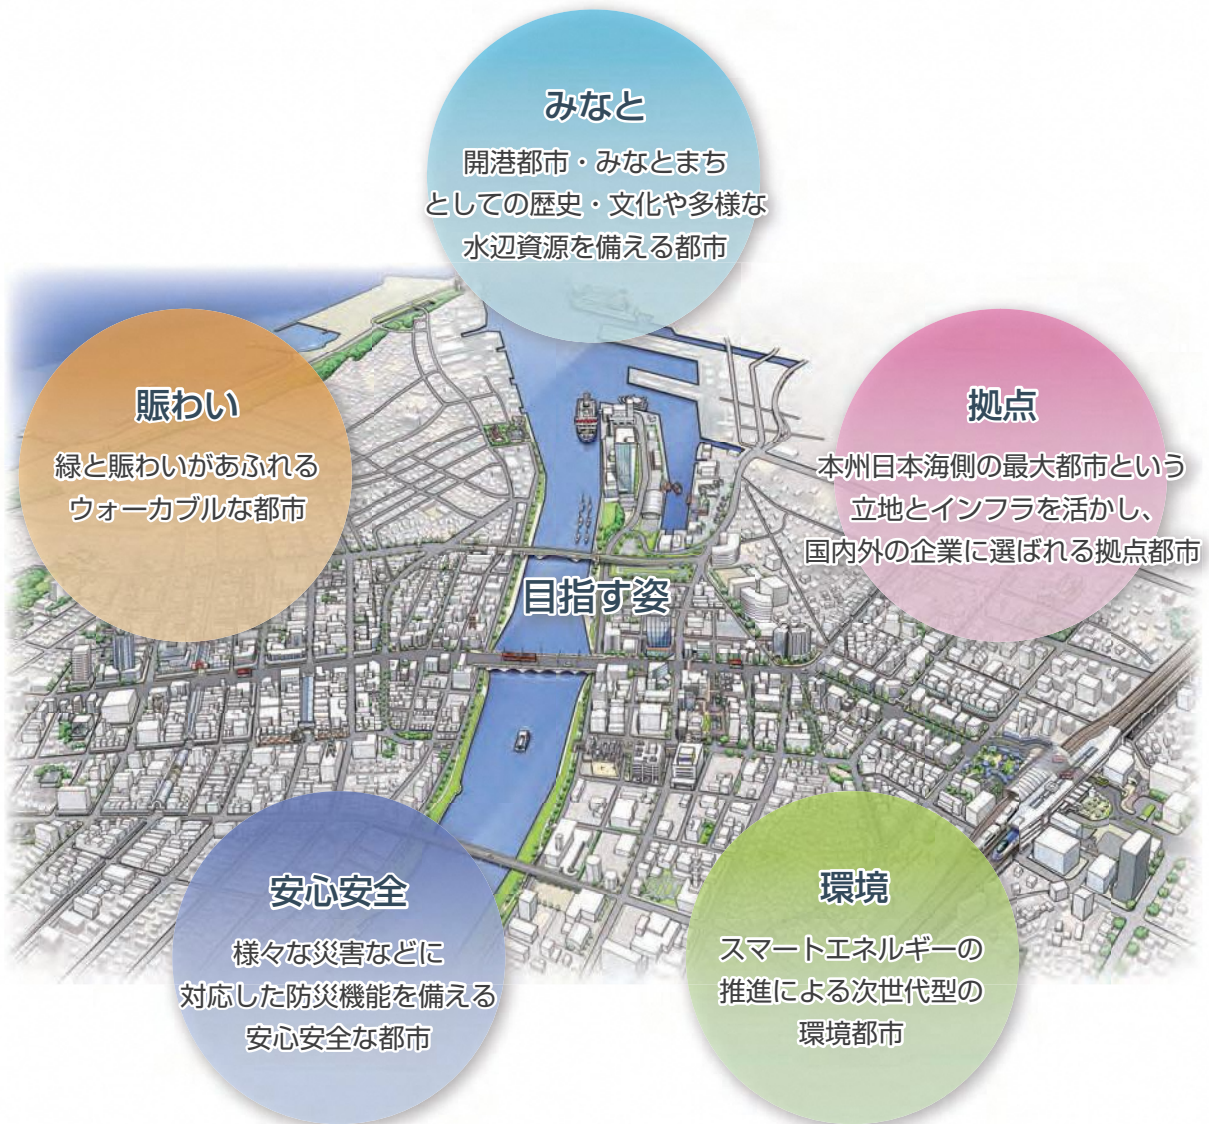 みなと
開港都市・みなとまち
としての歴史・文化や多様な
水辺資源を備える都市
賑わい
緑と賑わいがあふれる
ウォーカブルな都市
拠点
本州日本海側の最大都市という
立地とインフラを活かし、
国内外の企業に選ばれる拠点都市
目指す姿
安心安全
様々な災害などに
対応した防災機能を備える
安心安全な都市
環境
スマートエネルギーの
推進による次世代型の
環境都市